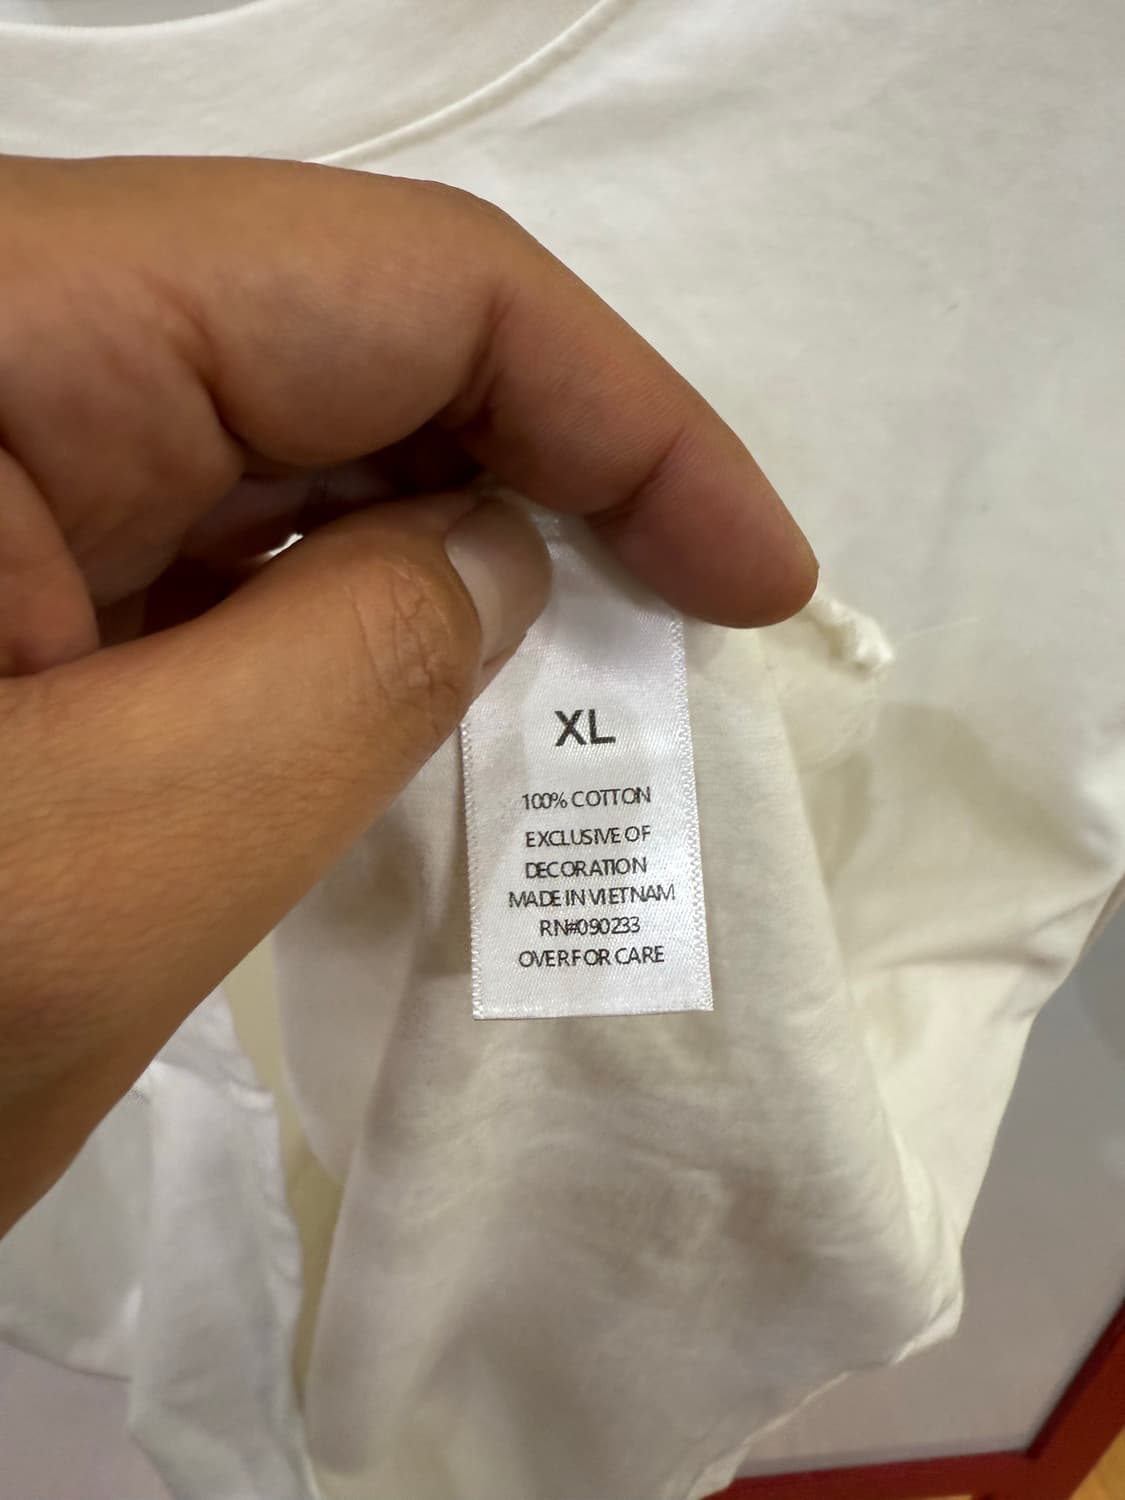 XL
100% COTTON
EXCLUSIVE OF
DECORATION
MADE IN VIETNAM
RN#090233
OVER FOR CARE